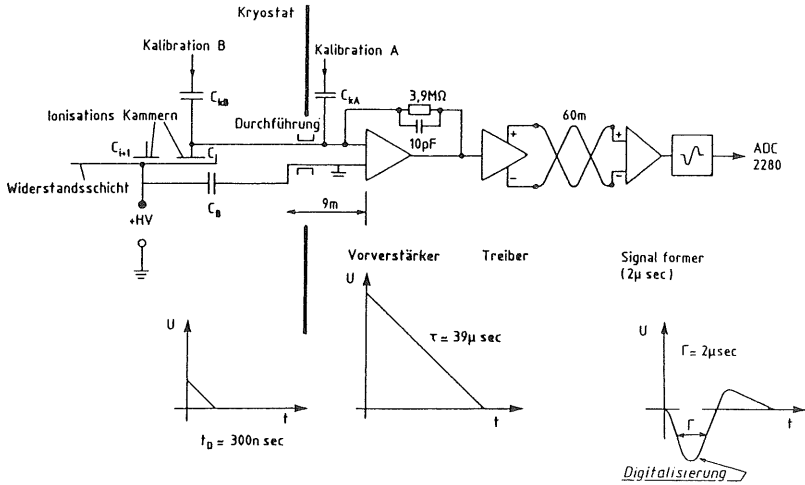 Kryostat
Kalibration B
Kalibration A
C_kB
C_kA
3,9MΩ
10pF
60m
Ionisations Kammern
Durchführung
C_i+1
C_i
+
-
+
-
ADC
2280
Widerstandsschicht
C_B
+HV
9m
Vorverstärker
Treiber
Signal former
(2µ sec)
U
t
t_D = 300n sec
U
τ = 39µ sec
t
U
Γ = 2µsec
t
Γ
Digitalisierung